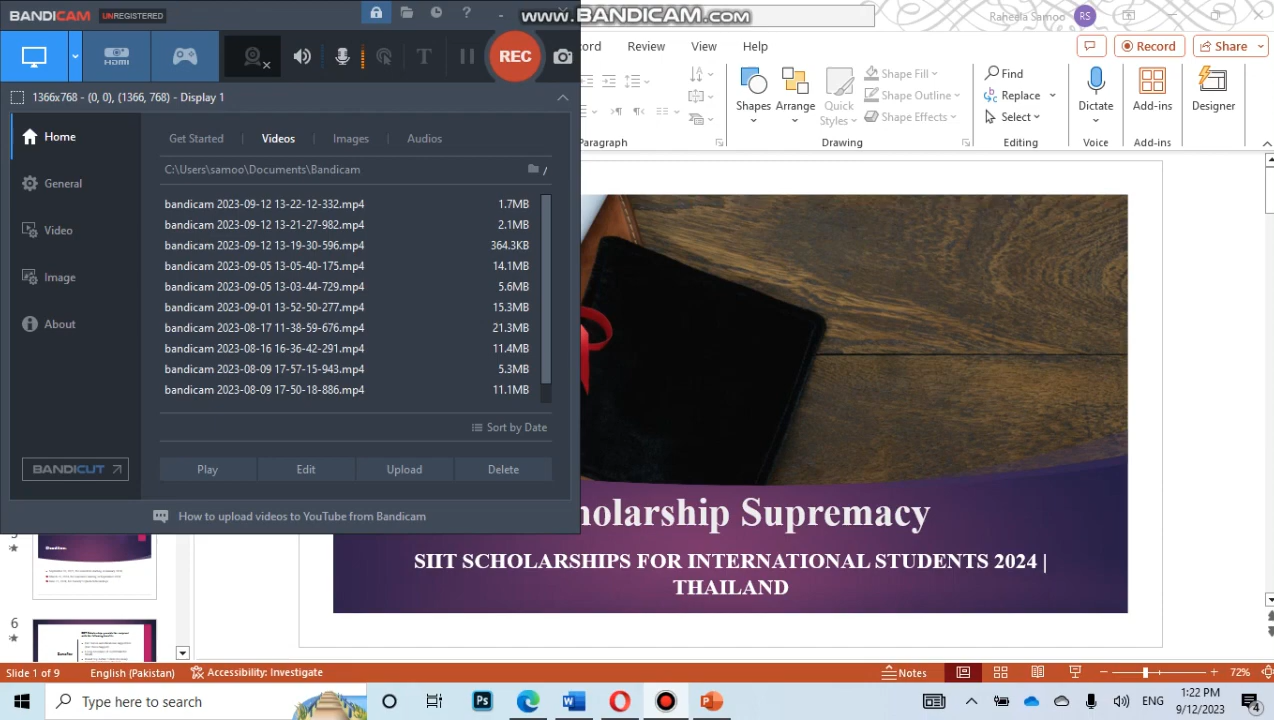 BANDICAM UNREGISTERED
www.BANDICAM.com
Raheela Samoo RS
HDMI
REC
1366x768 - (0, 0), (1366, 768) - Display 1
Home
General
Video
Image
About
BANDICUT
Get Started
Videos
Images
Audios
C:\Users\samoo\Documents\Bandicam
/
bandicam 2023-09-12 13-22-12-332.mp4 1.7MB
bandicam 2023-09-12 13-21-27-982.mp4 2.1MB
bandicam 2023-09-12 13-19-30-596.mp4 364.3KB
bandicam 2023-09-05 13-05-40-175.mp4 14.1MB
bandicam 2023-09-05 13-03-44-729.mp4 5.6MB
bandicam 2023-09-01 13-52-50-277.mp4 15.3MB
bandicam 2023-08-17 11-38-59-676.mp4 21.3MB
bandicam 2023-08-16 16-36-42-291.mp4 11.4MB
bandicam 2023-08-09 17-57-15-943.mp4 5.3MB
bandicam 2023-08-09 17-50-18-886.mp4 11.1MB
Sort by Date
Play Edit Upload Delete
How to upload videos to YouTube from Bandicam
ord Review View Help
Record Share
Shapes
Arrange
Quick
Styles
Shape Fill
Shape Outline
Shape Effects
Find
Replace
Select
Dictate
Add-ins
Designer
Paragraph
Drawing
Editing
Voice
Add-ins
holarship Supremacy
SIIT SCHOLARSHIPS FOR INTERNATIONAL STUDENTS 2024 |
THAILAND
6
Slide 1 of 9 English (Pakistan) Accessibility: Investigate
Notes
72%
Type here to search
Ps
ENG
1:22 PM
9/12/2023
4